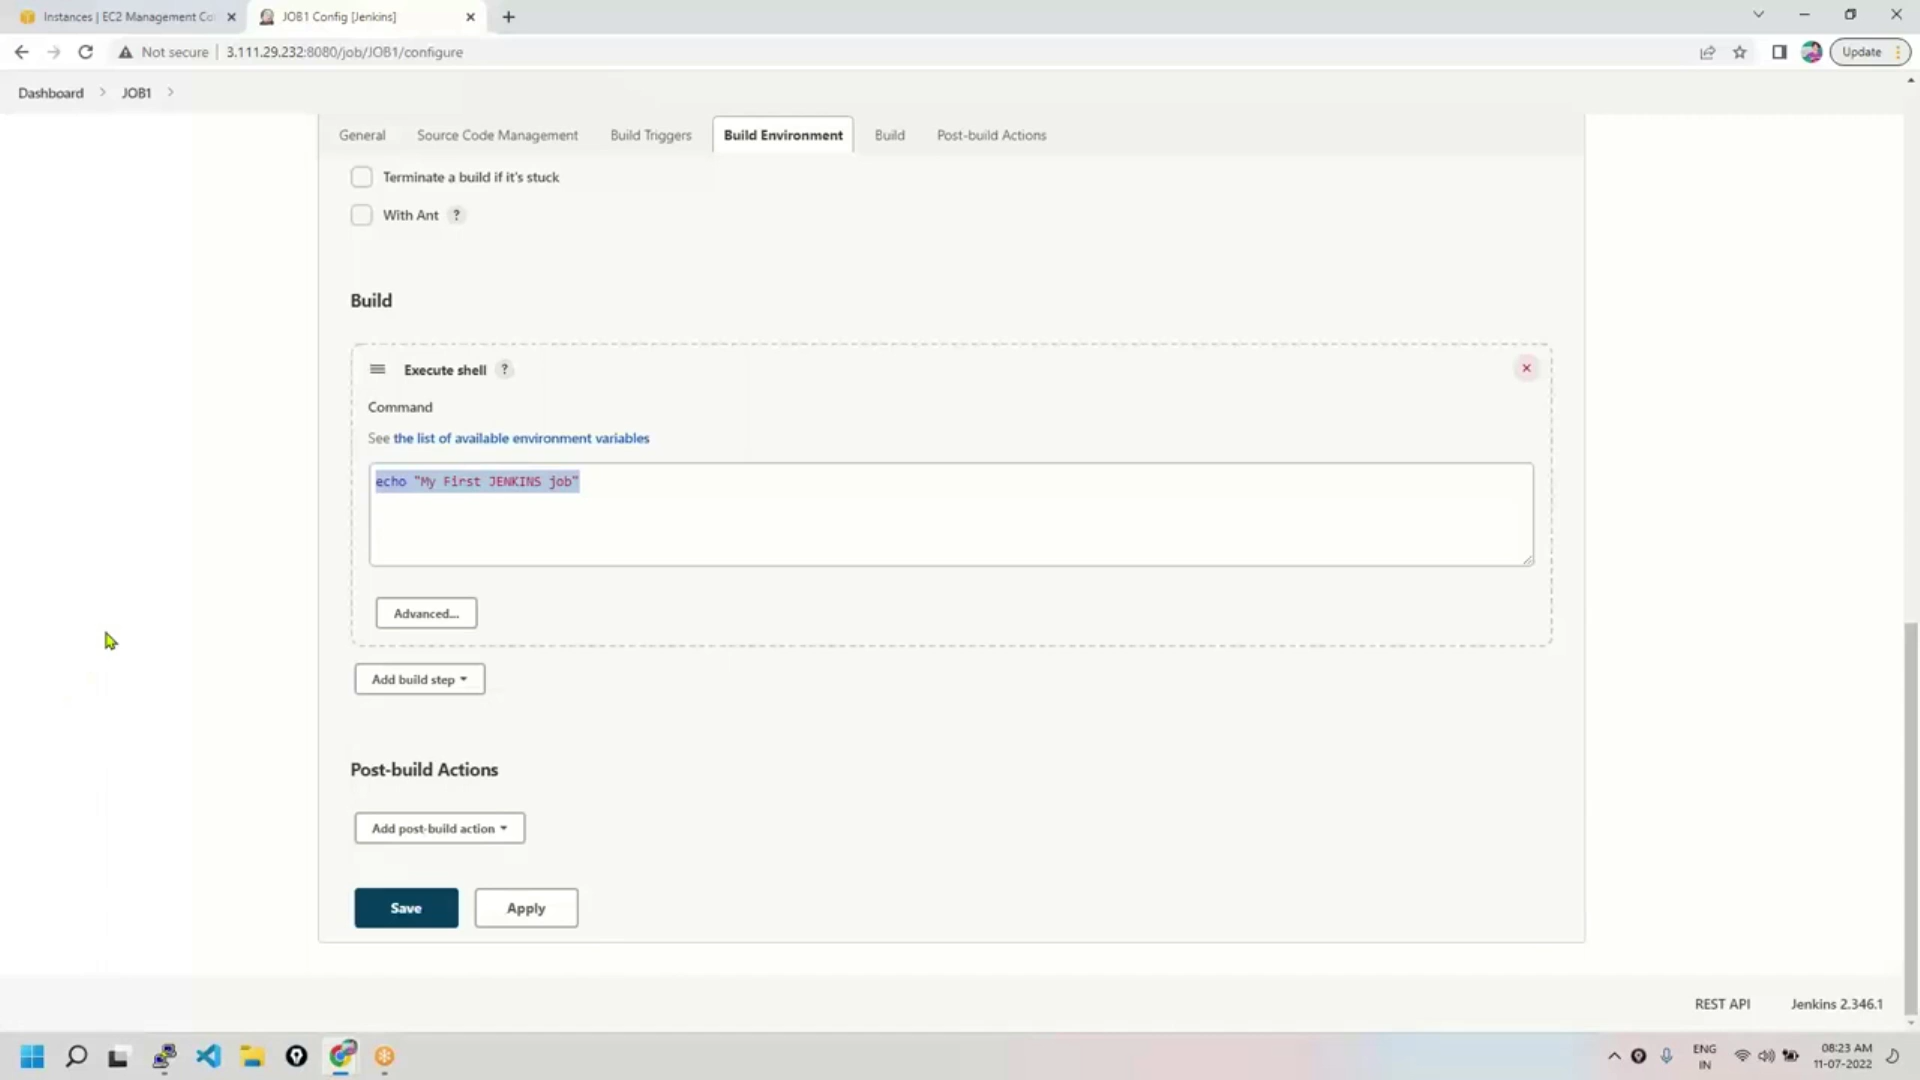 Instances | EC2 Management Co
JOB1 Config [Jenkins]
Not secure
3.111.29.232:8080/job/JOB1/configure
Update
Dashboard
JOB1
General
Source Code Management
Build Triggers
Build Environment
Build
Post-build Actions
Terminate a build if it's stuck
With Ant ?
Build
Execute shell ?
Command
See the list of available environment variables
echo "My First JENKINS job"
Advanced...
Add build step
Post-build Actions
Add post-build action
Save
Apply
REST API
Jenkins 2.346.1
ENG
IN
08:23 AM
11-07-2022